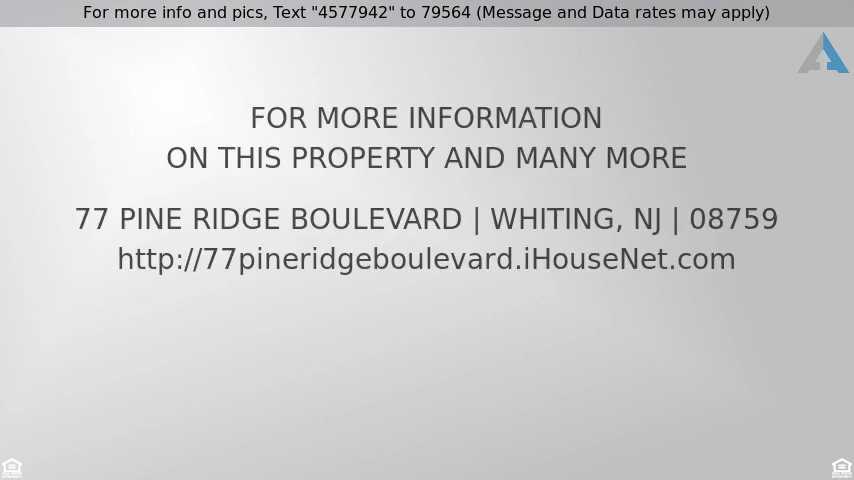 For more info and pics, Text "4577942" to 79564 (Message and Data rates may apply)
FOR MORE INFORMATION
ON THIS PROPERTY AND MANY MORE
77 PINE RIDGE BOULEVARD | WHITING, NJ | 08759
http://77pineridgeboulevard.iHouseNet.com